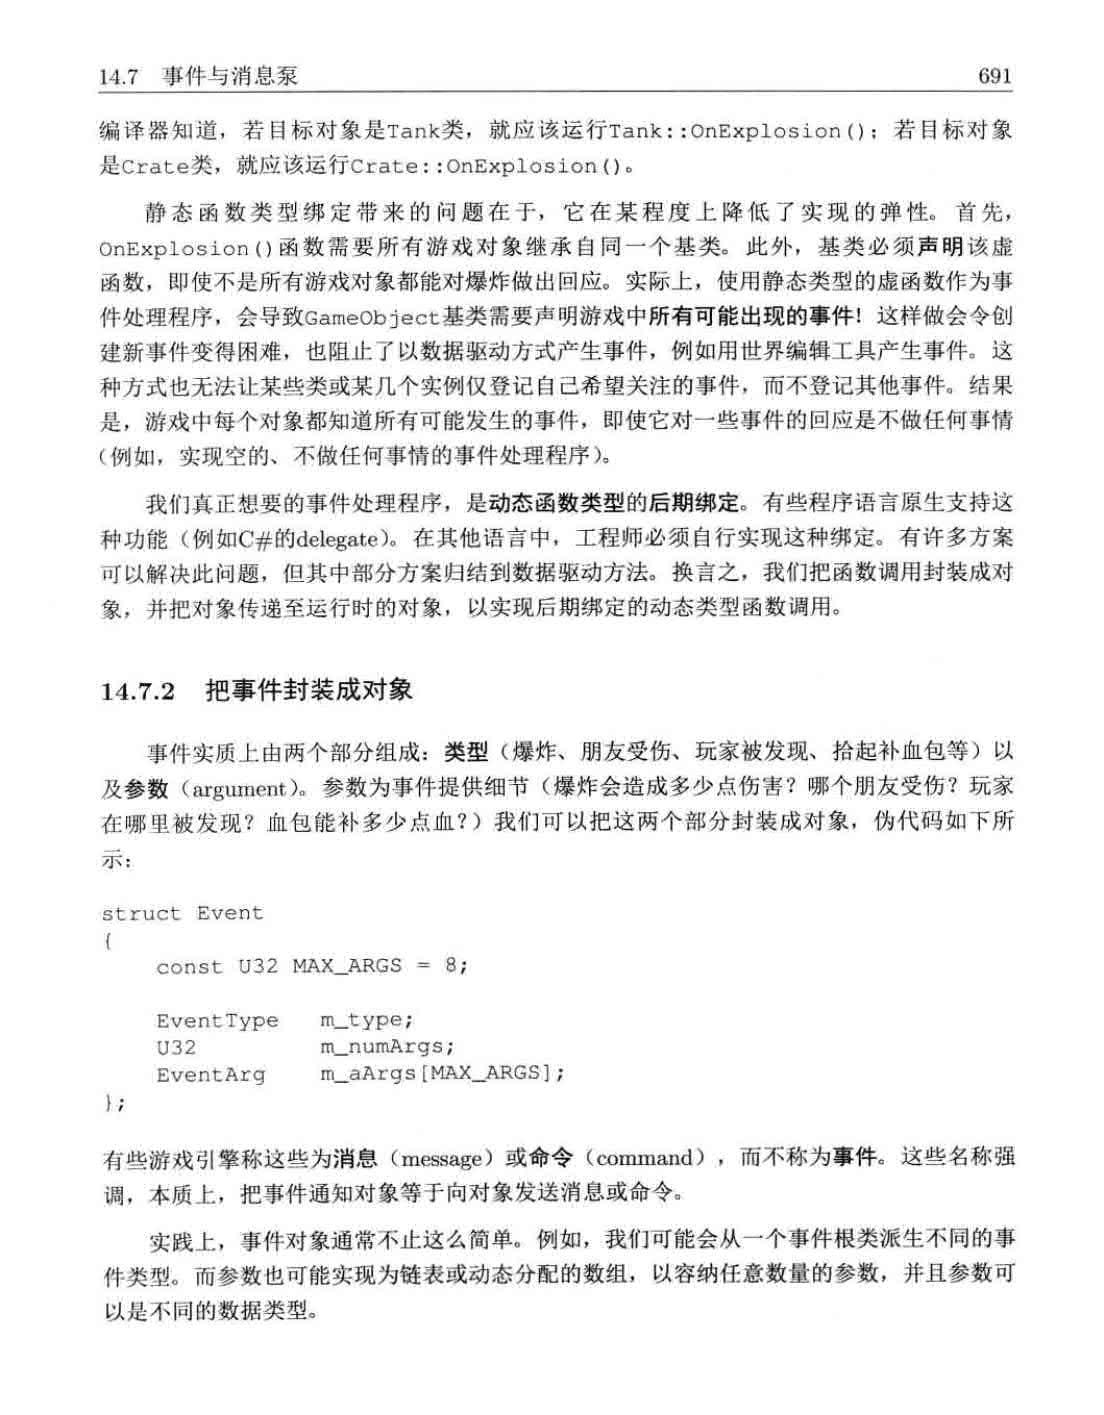 14.7 事件与消息泵 691
编译器知道，若目标对象是Tank类，就应该运行Tank::OnExplosion()；若目标对象
是Crate类，就应该运行Crate::OnExplosion()。
静态函数类型绑定带来的问题在于，它在某程度上降低了实现的弹性。首先，
OnExplosion()函数需要所有游戏对象继承自同一个基类。此外，基类必须声明该虚
函数，即使不是所有游戏对象都能对爆炸做出回应。实际上，使用静态类型的虚函数作为事
件处理程序，会导致GameObject基类需要声明游戏中所有可能出现的事件！这样做会令创
建新事件变得困难，也阻止了以数据驱动方式产生事件，例如用世界编辑工具产生事件。这
种方式也无法让某些类或某几个实例仅登记自己希望关注的事件，而不登记其他事件。结果
是，游戏中每个对象都知道所有可能发生的事件，即使它对一些事件的回应是不做任何事情
（例如，实现空的、不做任何事情的事件处理程序）。
我们真正想要的事件处理程序，是动态函数类型的后期绑定。有些程序语言原生支持这
种功能（例如C#的delegate）。在其他语言中，工程师必须自行实现这种绑定。有许多方案
可以解决此问题，但其中部分方案归结到数据驱动方法。换言之，我们把函数调用封装成对
象，并把对象传递至运行时的对象，以实现后期绑定的动态类型函数调用。
14.7.2 把事件封装成对象
事件实质上由两个部分组成：类型（爆炸、朋友受伤、玩家被发现、拾起补血包等）以
及参数（argument）。参数为事件提供细节（爆炸会造成多少点伤害？哪个朋友受伤？玩家
在哪里被发现？血包能补多少点血？）我们可以把这两个部分封装成对象，伪代码如下所
示：
struct Event
{
const U32 MAX_ARGS = 8;
EventType m_type;
U32 m_numArgs;
EventArg m_aArgs[MAX_ARGS];
};
有些游戏引擎称这些为消息（message）或命令（command），而不称为事件。这些名称强
调，本质上，把事件通知对象等于向对象发送消息或命令。
实践上，事件对象通常不止这么简单。例如，我们可能会从一个事件根类派生不同的事
件类型。而参数也可能实现为链表或动态分配的数组，以容纳任意数量的参数，并且参数可
以是不同的数据类型。